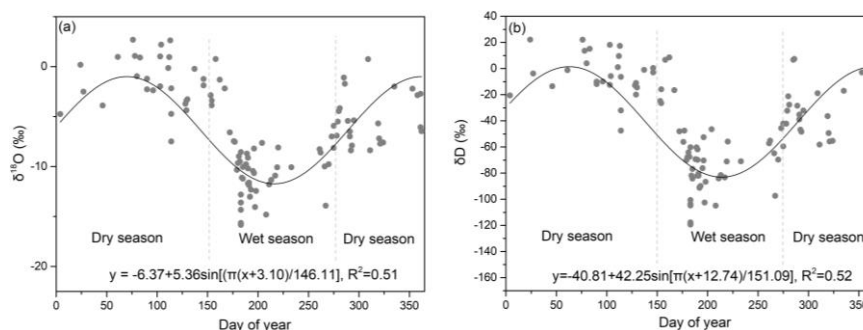 (a)
0
-10
-20
δ¹⁸O (‰)
Dry season
Wet season
Dry season
y = -6.37+5.36sin[(π(x+3.10)/146.11], R²=0.51
0 50 100 150 200 250 300 350
Day of year
(b)
40
20
0
-20
-40
-60
-80
-100
-120
-140
-160
δD (‰)
Dry season
Wet season
Dry season
y=-40.81+42.25sin[π(x+12.74)/151.09], R²=0.52
0 50 100 150 200 250 300 350
Day of year